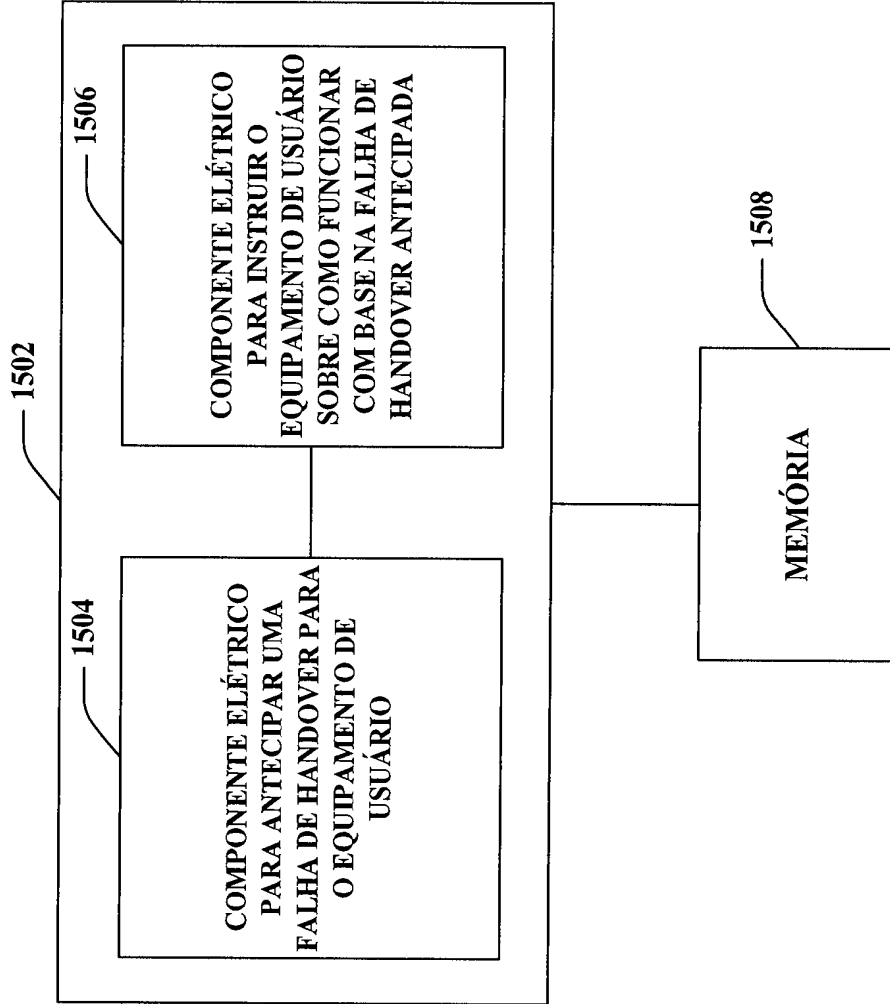 1502
1504
COMPONENTE ELÉTRICO
PARA ANTECIPAR UMA
FALHA DE HANDOVER PARA
O EQUIPAMENTO DE
USUÁRIO
1506
COMPONENTE ELÉTRICO
PARA INSTRUIR O
EQUIPAMENTO DE USUÁRIO
SOBRE COMO FUNCIONAR
COM BASE NA FALHA DE
HANDOVER ANTECIPADA
1508
MEMÓRIA